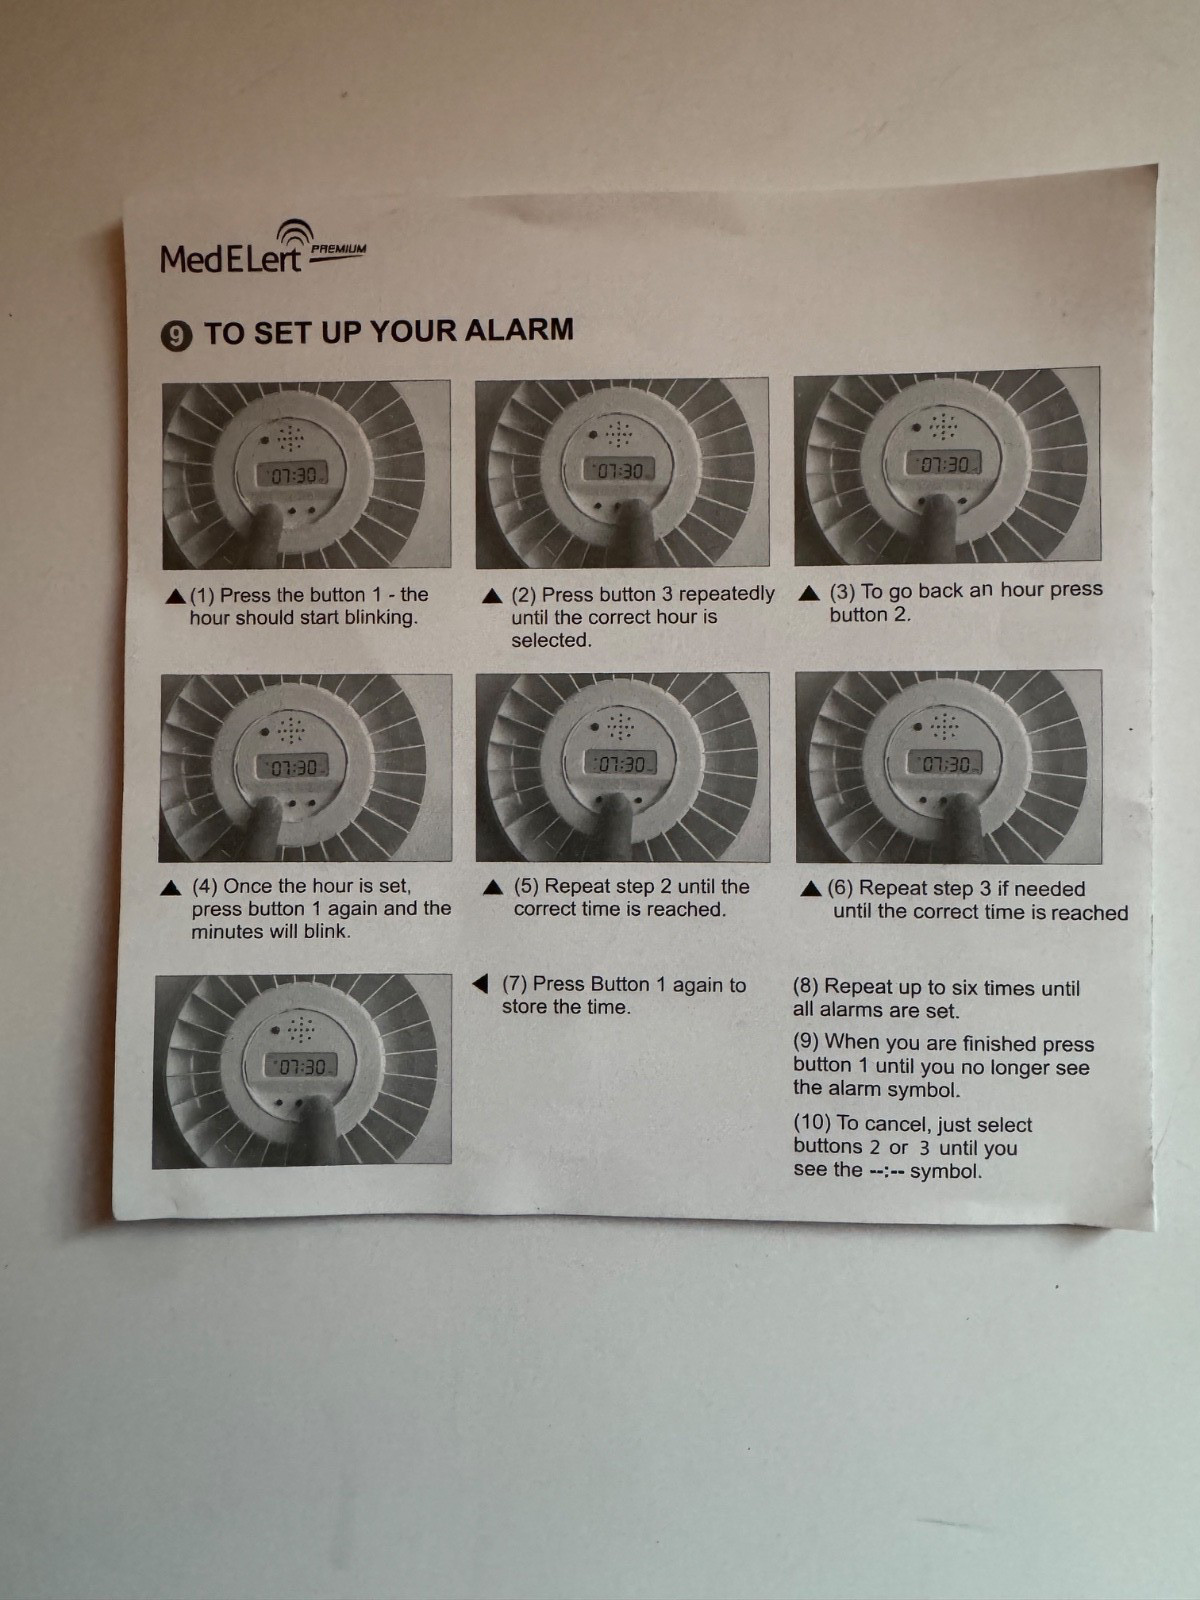 MedELert PREMIUM
9 TO SET UP YOUR ALARM
07:30
07:30
07:30
▲ (1) Press the button 1 - the
hour should start blinking.
▲ (2) Press button 3 repeatedly
until the correct hour is
selected.
▲ (3) To go back an hour press
button 2.
07:30
07:30
07:30
▲ (4) Once the hour is set,
press button 1 again and the
minutes will blink.
▲ (5) Repeat step 2 until the
correct time is reached.
▲ (6) Repeat step 3 if needed
until the correct time is reached
07:30
◀ (7) Press Button 1 again to
store the time.
(8) Repeat up to six times until
all alarms are set.
(9) When you are finished press
button 1 until you no longer see
the alarm symbol.
(10) To cancel, just select
buttons 2 or 3 until you
see the --:-- symbol.